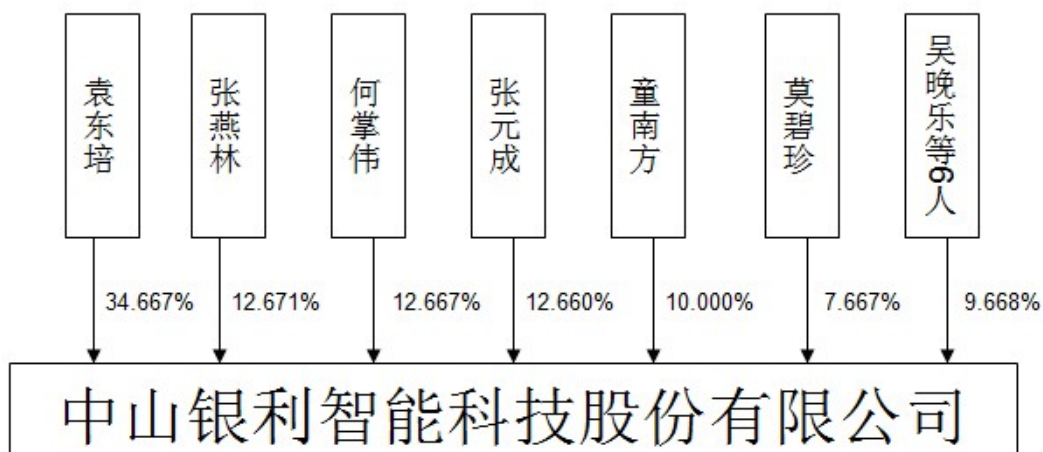 袁东培
张燕林
何掌伟
张元成
童南方
莫碧珍
吴晚乐等9人
34.667%
12.671%
12.667%
12.660%
10.000%
7.667%
9.668%
中山银利智能科技股份有限公司